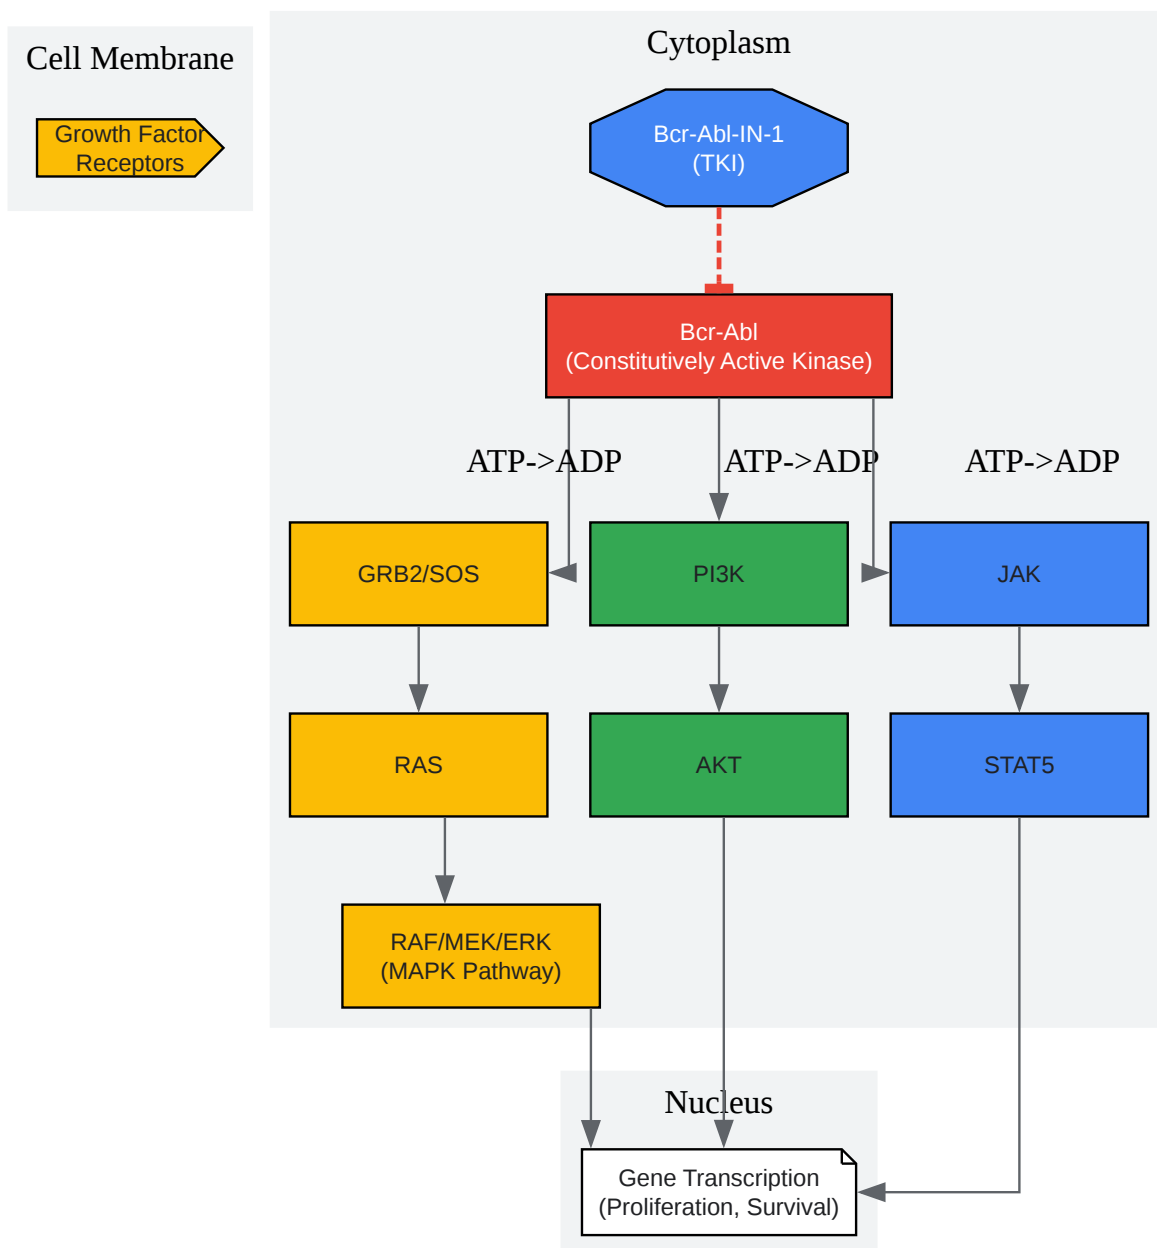 Cell Membrane
Growth Factor
Receptors
Cytoplasm
Bcr-Abl-IN-1
(TKI)
Bcr-Abl
(Constitutively Active Kinase)
ATP->ADP
ATP->ADP
ATP->ADP
GRB2/SOS
PI3K
JAK
RAS
AKT
STAT5
RAF/MEK/ERK
(MAPK Pathway)
Nucleus
Gene Transcription
(Proliferation, Survival)